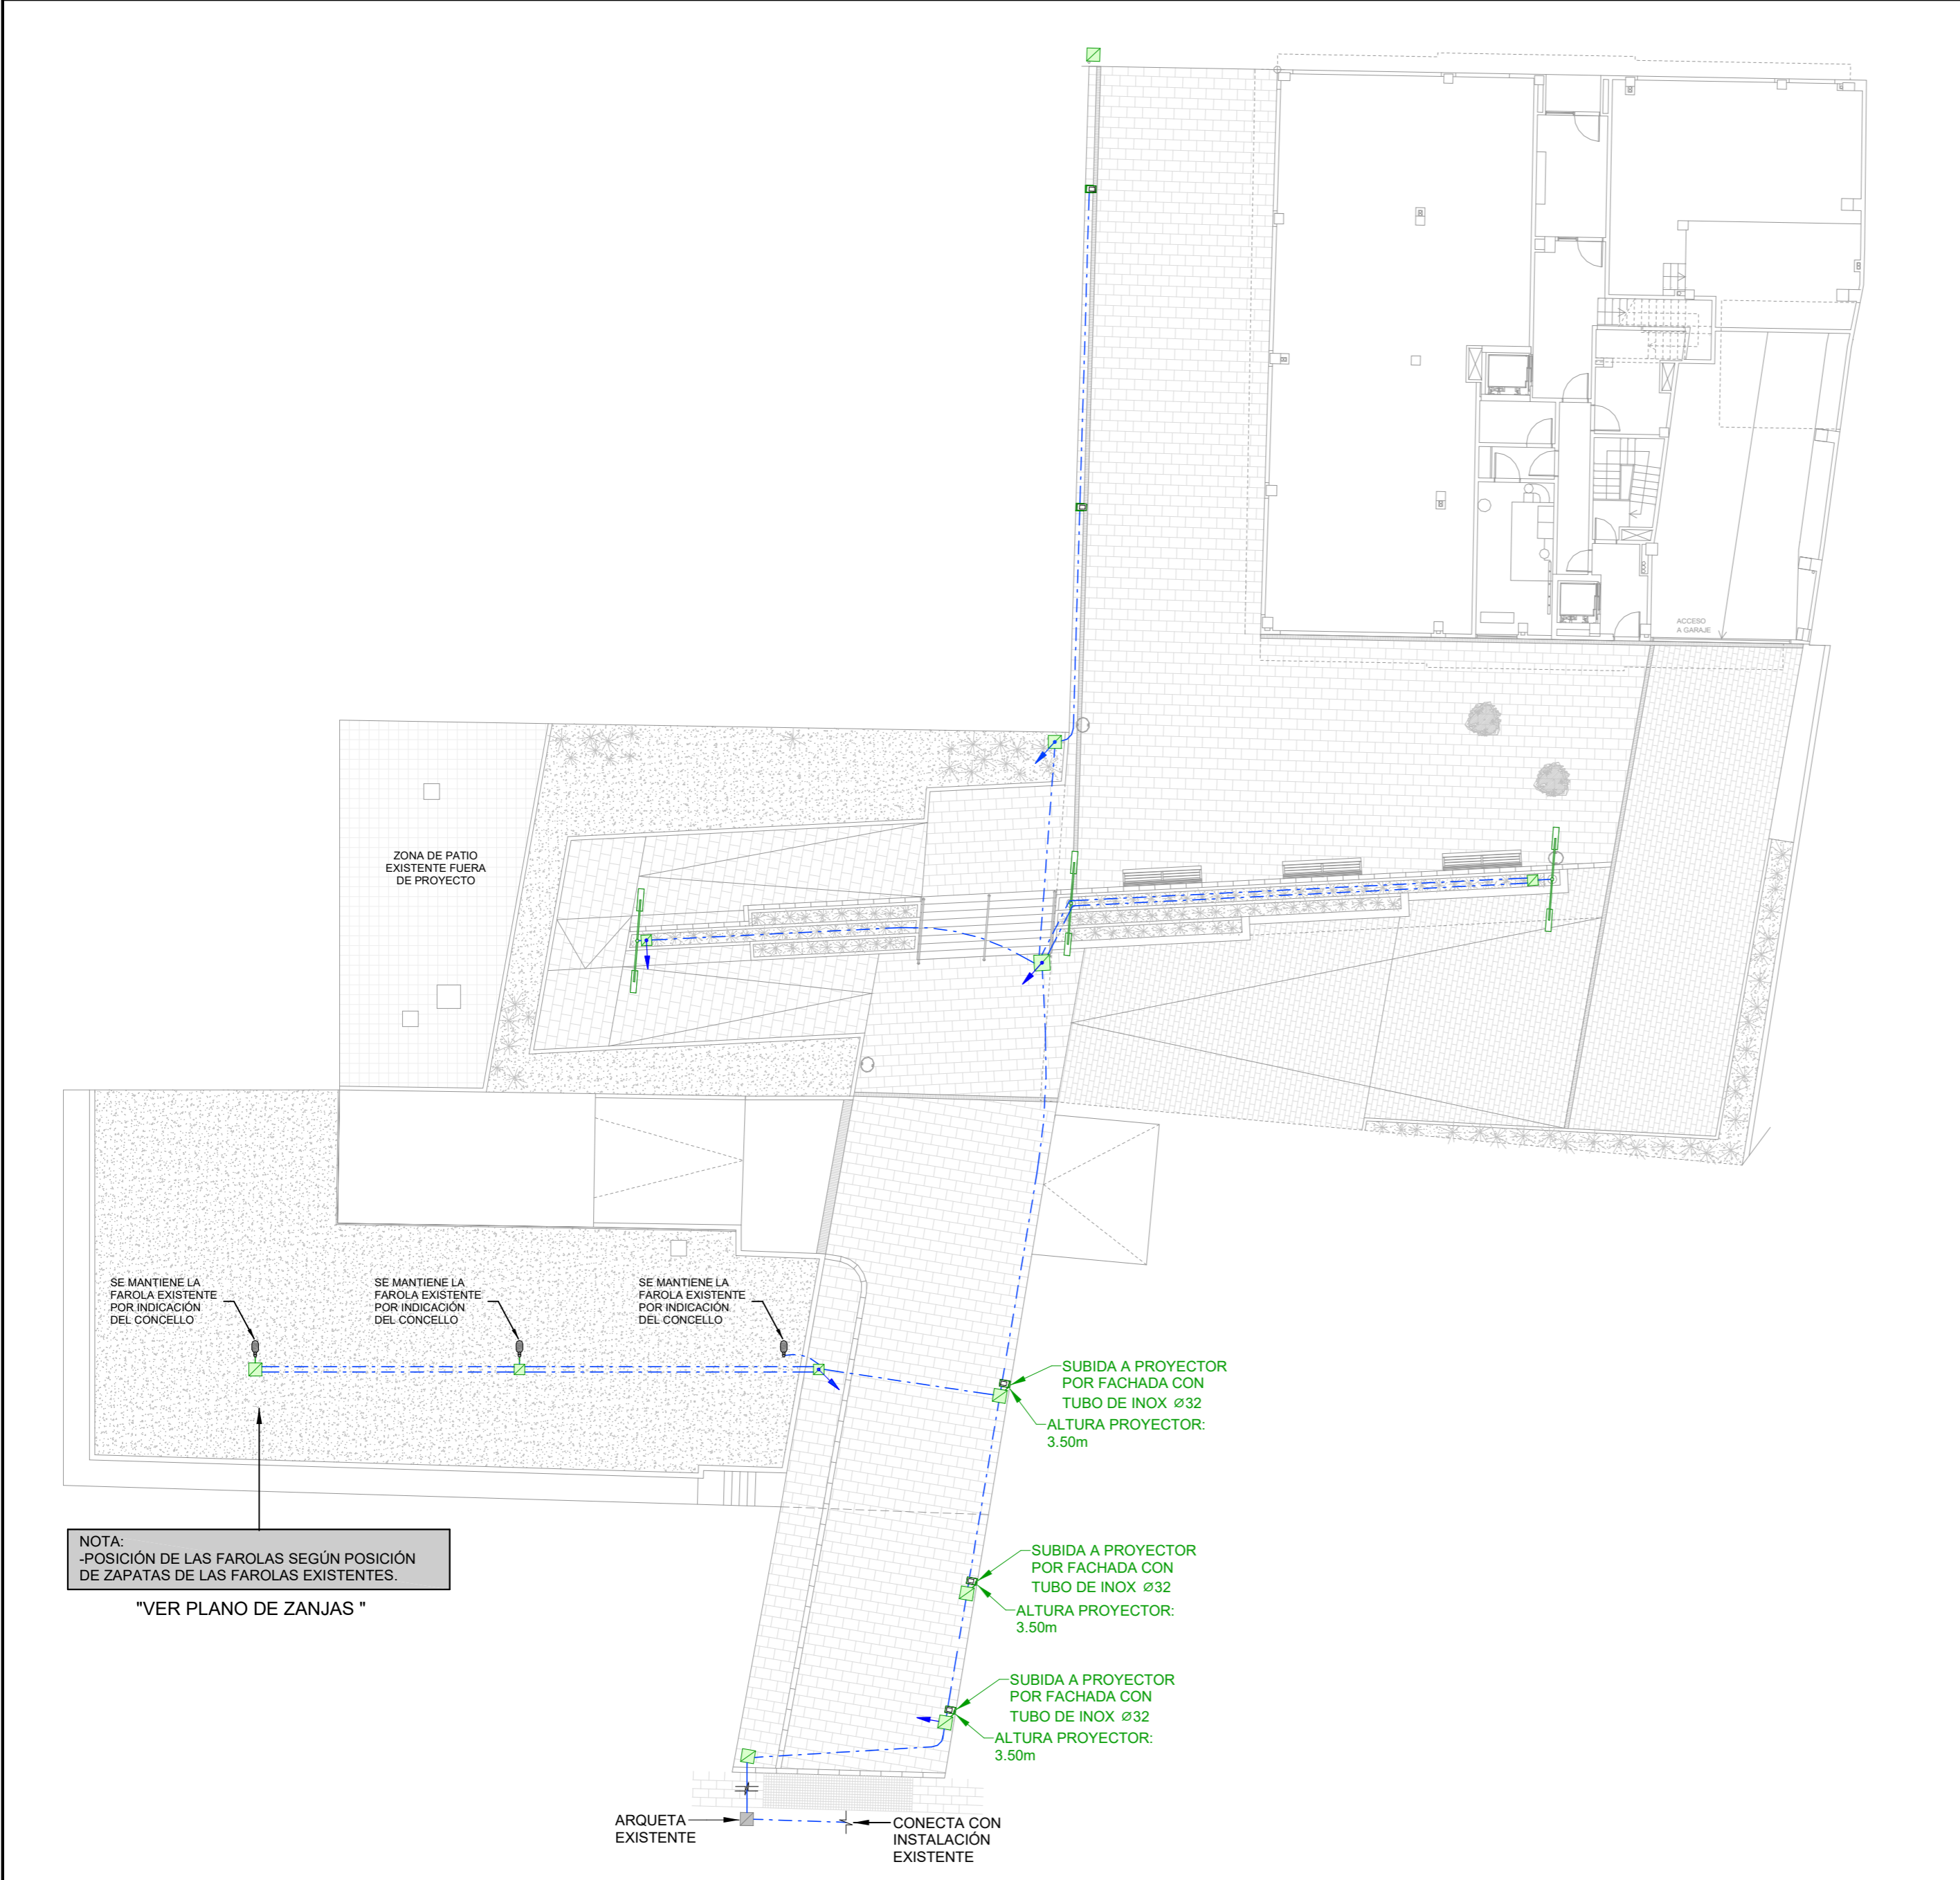 ACCESO
A GARAJE
ZONA DE PATIO
EXISTENTE FUERA
DE PROYECTO
SE MANTIENE LA
FAROLA EXISTENTE
POR INDICACIÓN
DEL CONCELLO
SE MANTIENE LA
FAROLA EXISTENTE
POR INDICACIÓN
DEL CONCELLO
SE MANTIENE LA
FAROLA EXISTENTE
POR INDICACIÓN
DEL CONCELLO
SUBIDA A PROYECTOR
POR FACHADA CON
TUBO DE INOX Ø32
ALTURA PROYECTOR:
3.50m
NOTA:
-POSICIÓN DE LAS FAROLAS SEGÚN POSICIÓN
DE ZAPATAS DE LAS FAROLAS EXISTENTES.
"VER PLANO DE ZANJAS "
SUBIDA A PROYECTOR
POR FACHADA CON
TUBO DE INOX Ø32
ALTURA PROYECTOR:
3.50m
SUBIDA A PROYECTOR
POR FACHADA CON
TUBO DE INOX Ø32
ALTURA PROYECTOR:
3.50m
ARQUETA
EXISTENTE
CONECTA CON
INSTALACIÓN
EXISTENTE